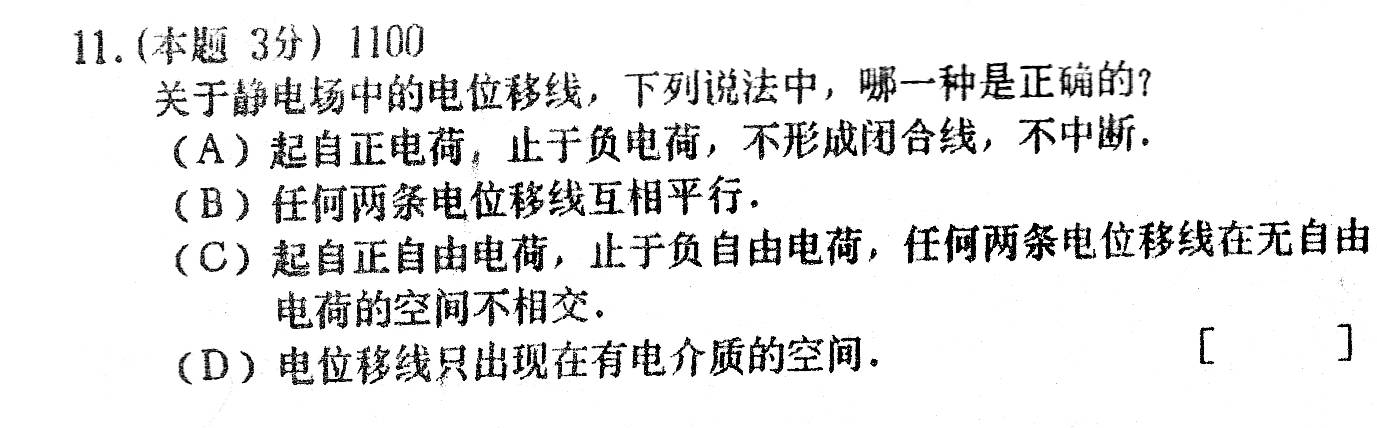 11.(本题 3分) 1100
关于静电场中的电位移线，下列说法中，哪一种是正确的？
(A) 起自正电荷，止于负电荷，不形成闭合线，不中断．
(B) 任何两条电位移线互相平行．
(C) 起自正自由电荷，止于负自由电荷，任何两条电位移线在无自由
电荷的空间不相交．
(D) 电位移线只出现在有电介质的空间． [ ]